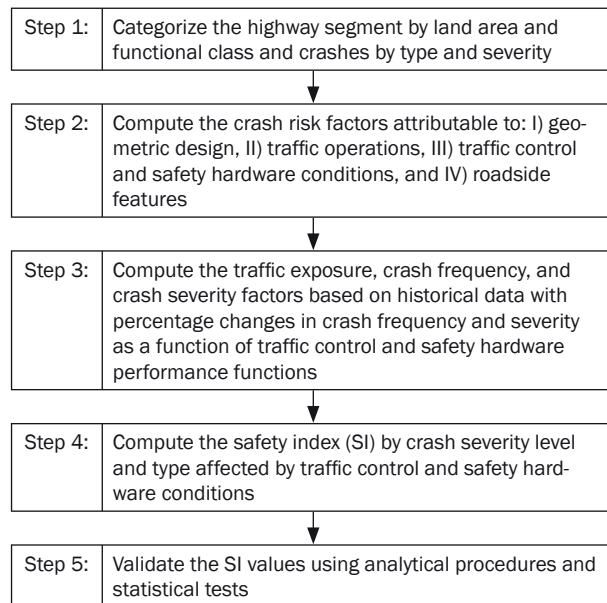 Step 1: Categorize the highway segment by land area and
functional class and crashes by type and severity
Step 2: Compute the crash risk factors attributable to: I) geo-
metric design, II) traffic operations, III) traffic control
and safety hardware conditions, and IV) roadside
features
Step 3: Compute the traffic exposure, crash frequency, and
crash severity factors based on historical data with
percentage changes in crash frequency and severity
as a function of traffic control and safety hardware
performance functions
Step 4: Compute the safety index (SI) by crash severity level
and type affected by traffic control and safety hard-
ware conditions
Step 5: Validate the SI values using analytical procedures and
statistical tests